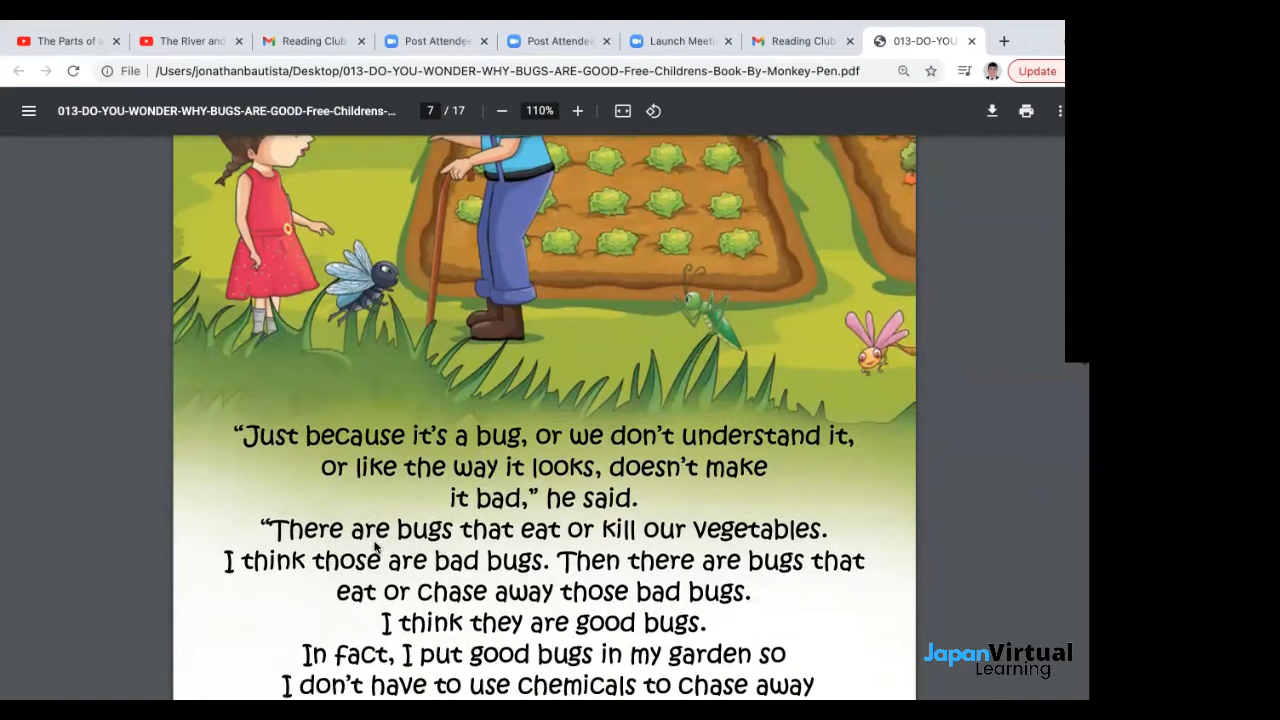 The Parts of a
The River and
Reading Club
Post Attendee
Post Attendee
Launch Meeti
Reading Club
013-DO-YOU
File
/Users/jonathanbautista/Desktop/013-DO-YOU-WONDER-WHY-BUGS-ARE-GOOD-Free-Childrens-Book-By-Monkey-Pen.pdf
Update
013-DO-YOU-WONDER-WHY-BUGS-ARE-GOOD-Free-Childrens-...
7 / 17
110%
“Just because it’s a bug, or we don’t understand it,
or like the way it looks, doesn’t make
it bad,” he said.
“There are bugs that eat or kill our vegetables.
I think those are bad bugs. Then there are bugs that
eat or chase away those bad bugs.
I think they are good bugs.
In fact, I put good bugs in my garden so
I don’t have to use chemicals to chase away
JapanVirtual
Learning